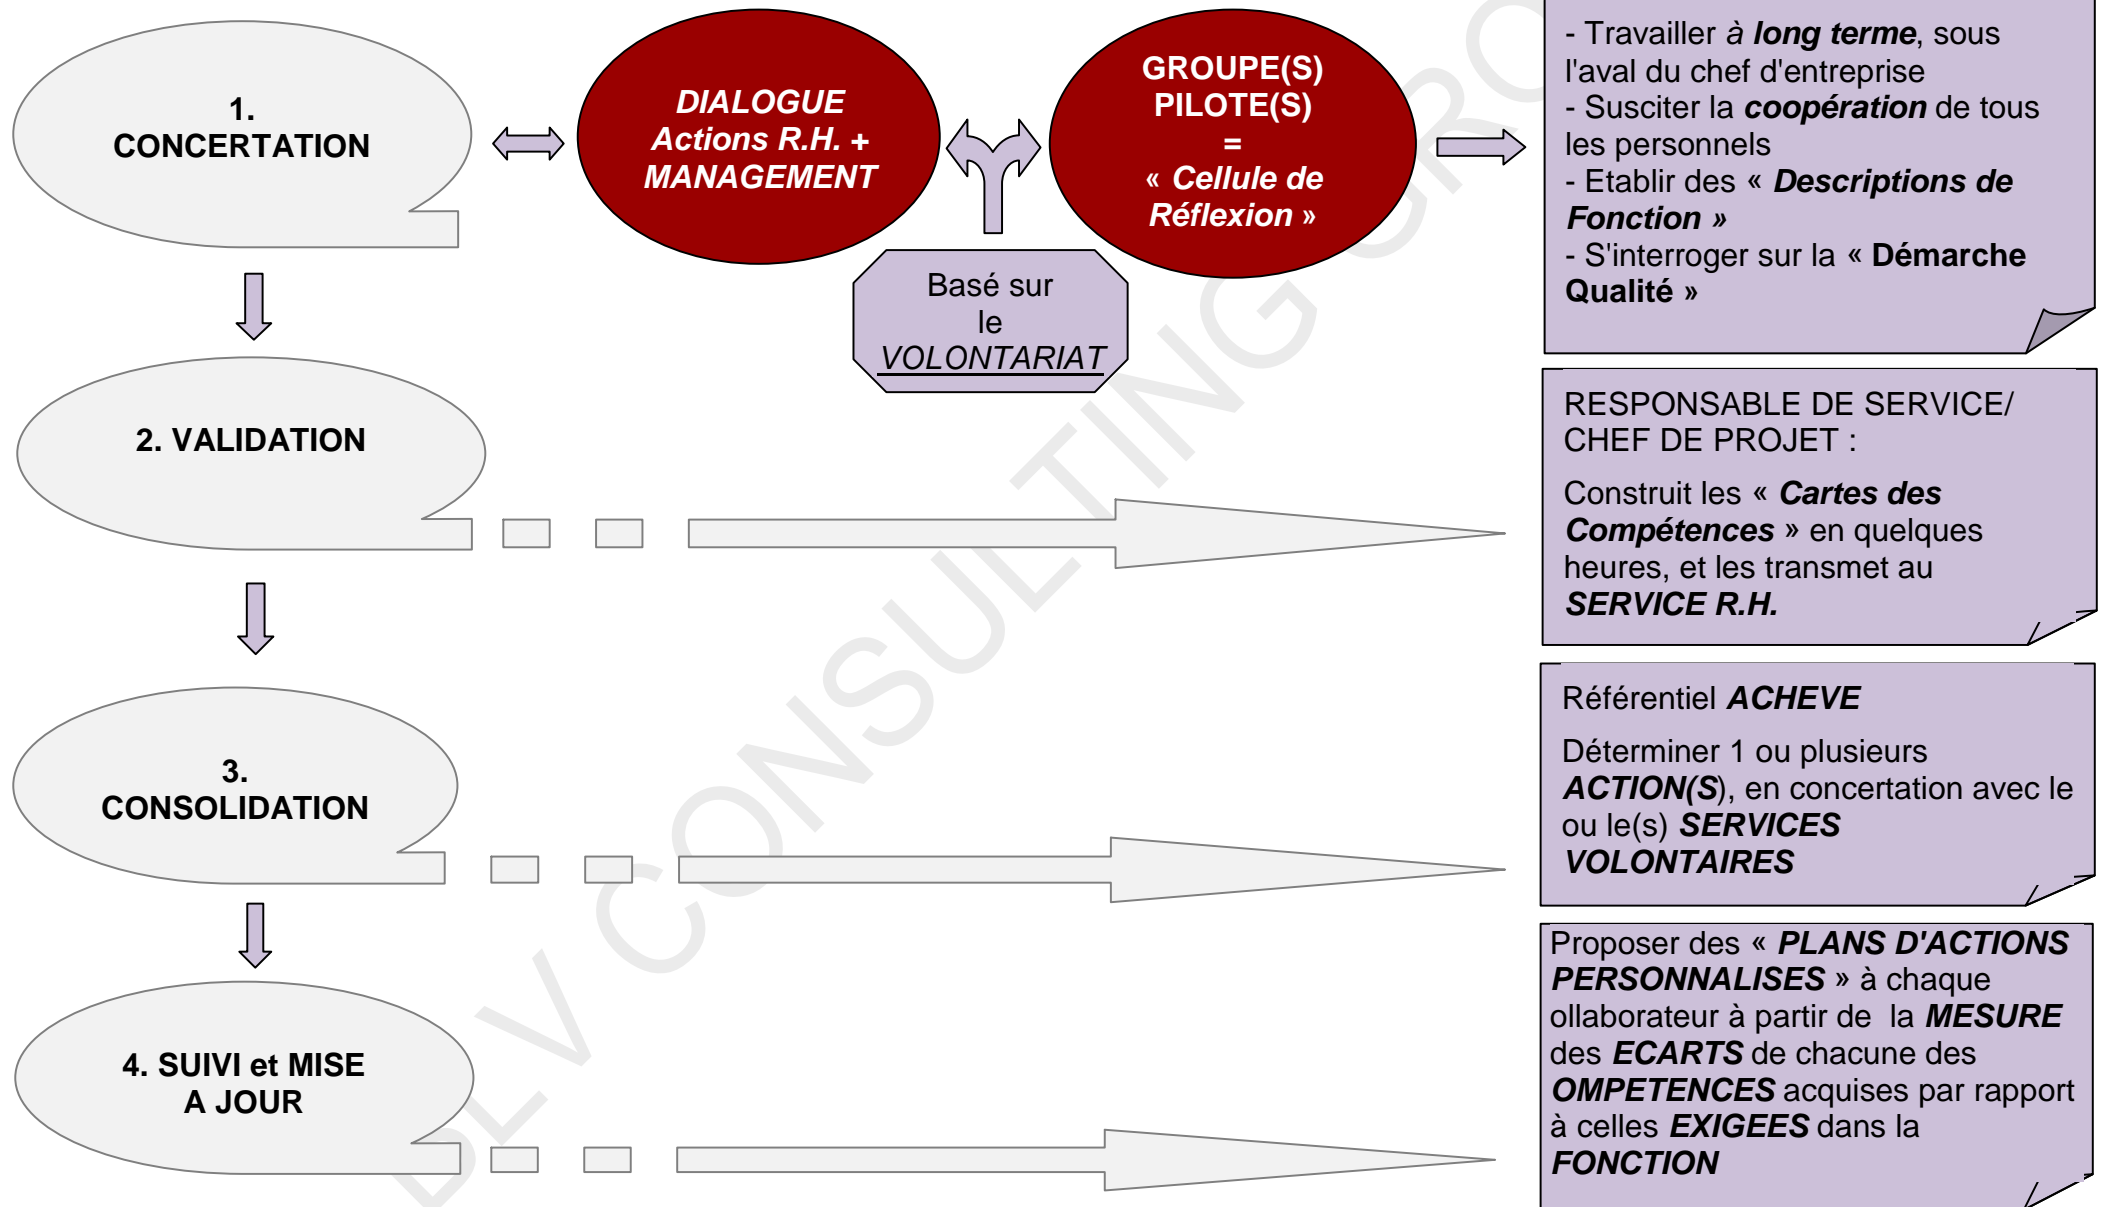 1.
CONCERTATION
DIALOGUE
Actions R.H. +
MANAGEMENT
GROUPE(S)
PILOTE(S)
=
« Cellule de
Réflexion »
Basé sur
le
VOLONTARIAT
- Travailler à long terme, sous
l'aval du chef d'entreprise
- Susciter la coopération de tous
les personnels
- Etablir des « Descriptions de
Fonction »
- S'interroger sur la « Démarche
Qualité »
2. VALIDATION
RESPONSABLE DE SERVICE/
CHEF DE PROJET :
Construit les « Cartes des
Compétences » en quelques
heures, et les transmet au
SERVICE R.H.
3.
CONSOLIDATION
Référentiel ACHEVE
Déterminer 1 ou plusieurs
ACTION(S), en concertation avec le
ou le(s) SERVICES
VOLONTAIRES
4. SUIVI et MISE
A JOUR
Proposer des « PLANS D'ACTIONS
PERSONNALISES » à chaque
ollaborateur à partir de  la MESURE
des ECARTS de chacune des
OMPETENCES acquises par rapport
à celles EXIGEES dans la
FONCTION
BLV CONSULTING GRO